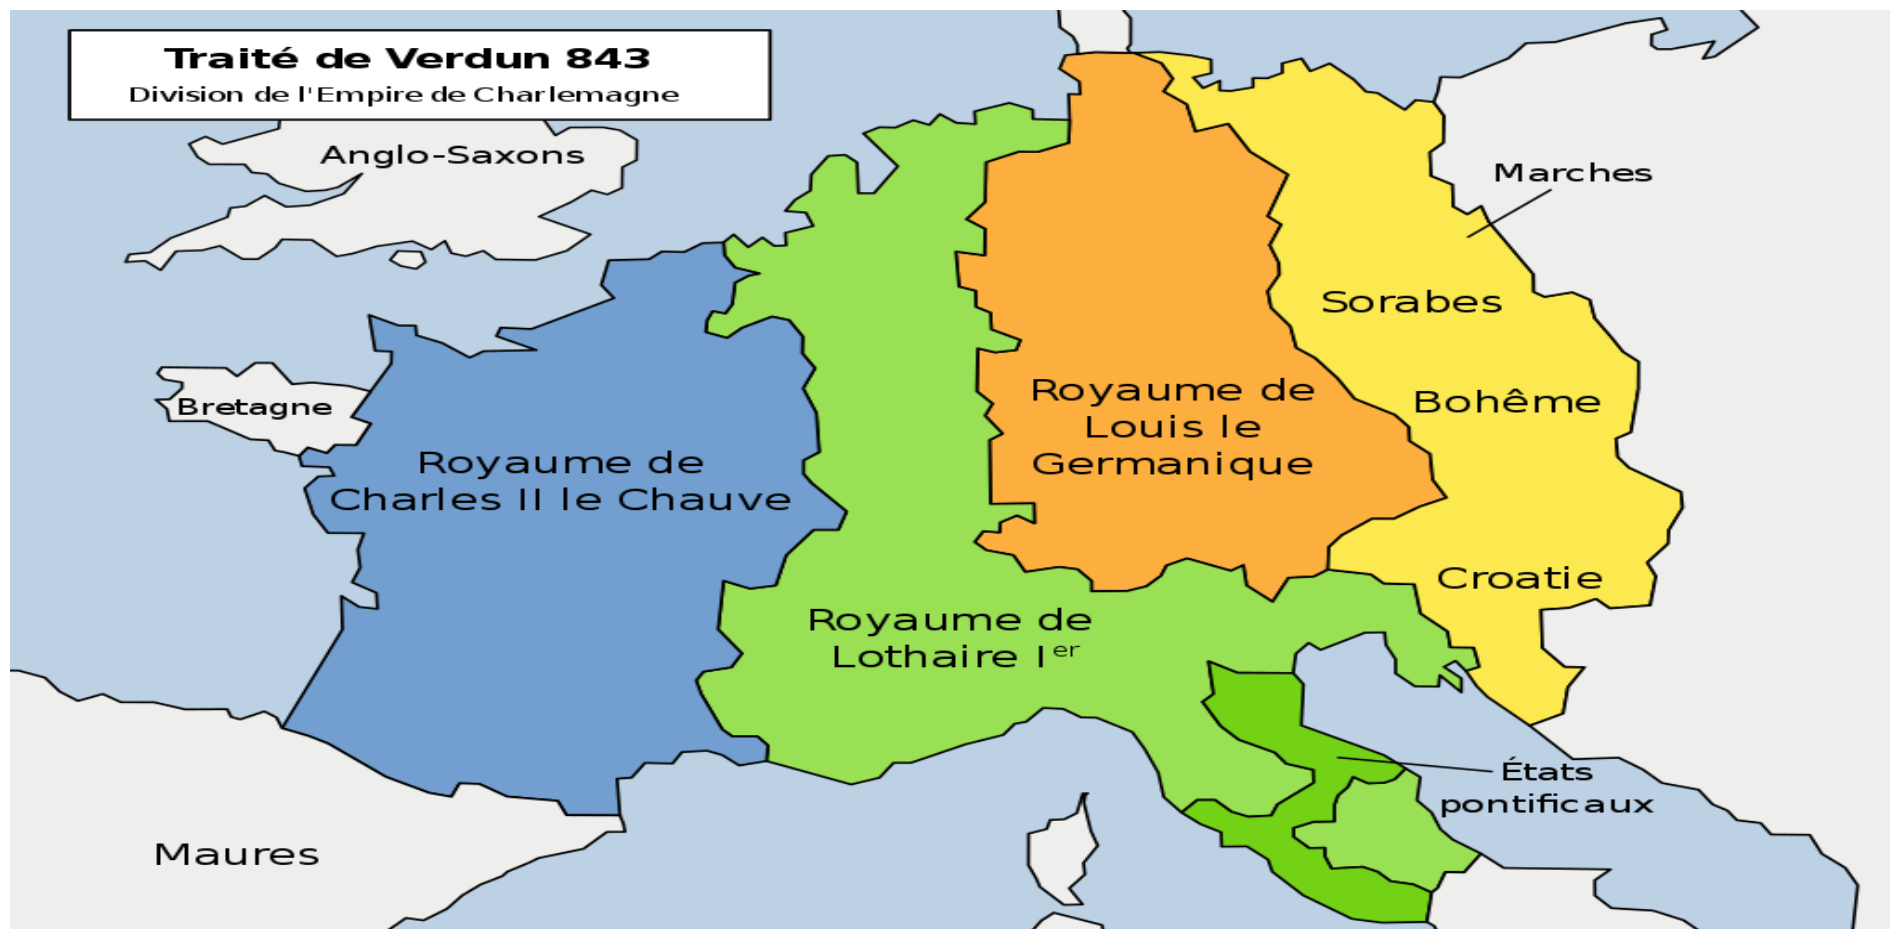 Traité de Verdun 843
Division de l'Empire de Charlemagne
Anglo-Saxons
Marches
Sorabes
Bretagne
Royaume de
Louis le
Germanique
Bohême
Royaume de
Charles II le Chauve
Croatie
Royaume de
Lothaire Iᵉʳ
États
pontificaux
Maures